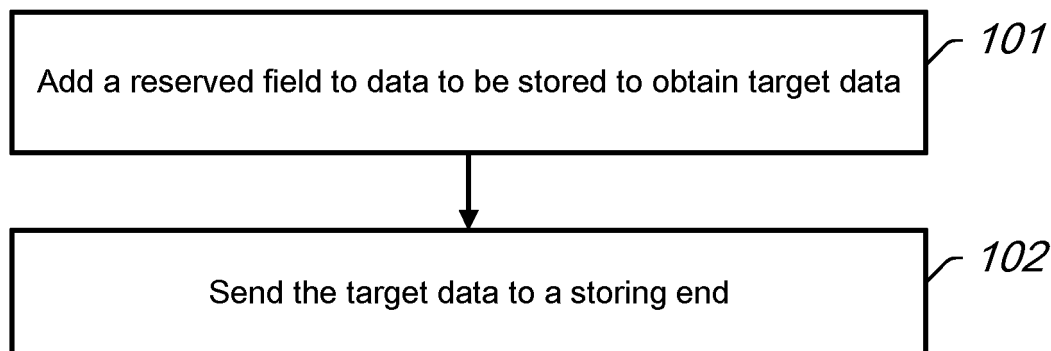 101
Add a reserved field to data to be stored to obtain target data
102
Send the target data to a storing end